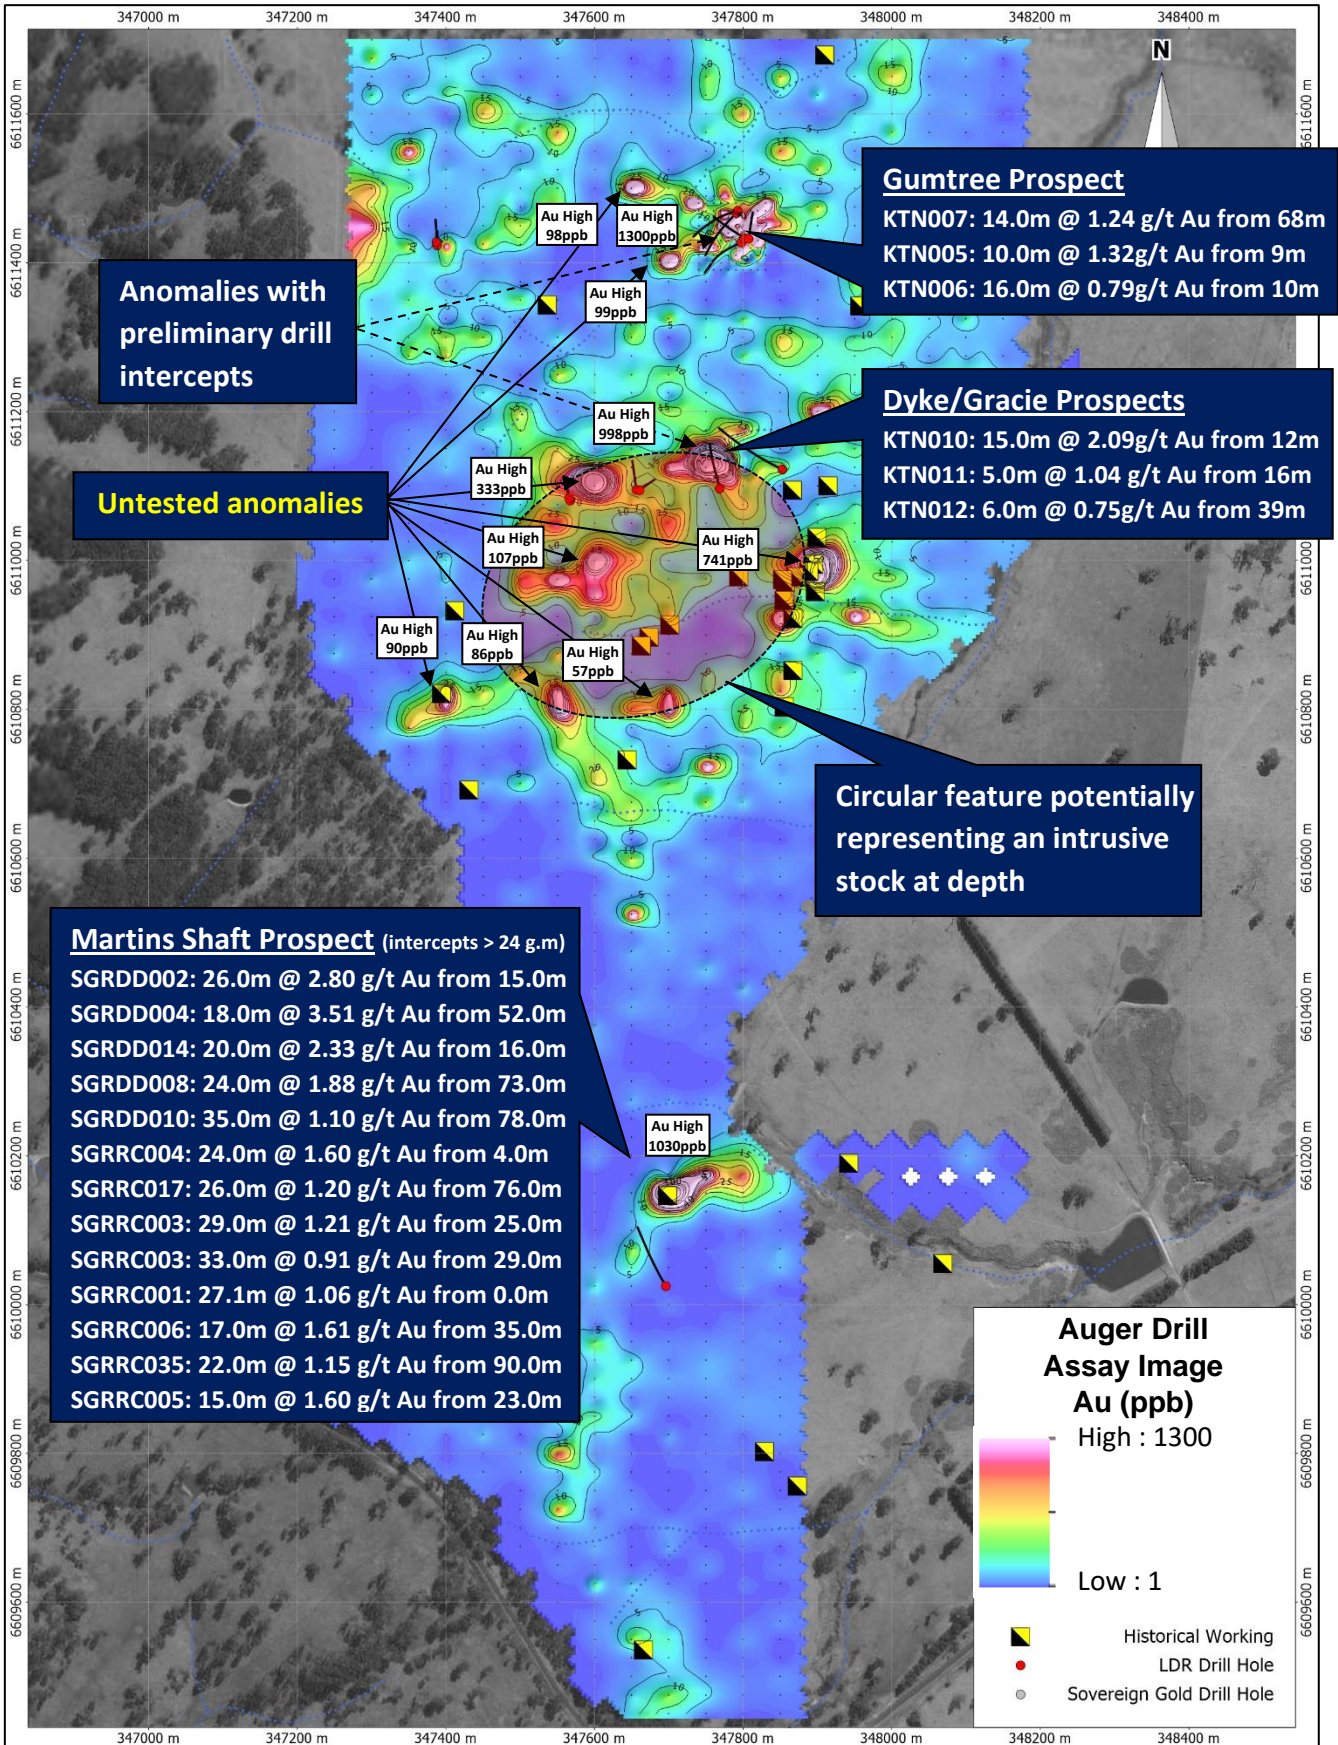 347000 m
347200 m
347400 m
347600 m
347800 m
348000 m
348200 m
348400 m
N
6611600 m
6611400 m
6611200 m
6611000 m
6610800 m
6610600 m
6610400 m
6610200 m
6610000 m
6609800 m
6609600 m
Gumtree Prospect
KTN007: 14.0m @ 1.24 g/t Au from 68m
KTN005: 10.0m @ 1.32g/t Au from 9m
KTN006: 16.0m @ 0.79g/t Au from 10m
Au High
98ppb
Au High
1300ppb
Au High
99ppb
Anomalies with
preliminary drill
intercepts
Dyke/Gracie Prospects
KTN010: 15.0m @ 2.09g/t Au from 12m
KTN011: 5.0m @ 1.04 g/t Au from 16m
KTN012: 6.0m @ 0.75g/t Au from 39m
Au High
998ppb
Au High
333ppb
Untested anomalies
Au High
107ppb
Au High
741ppb
Au High
90ppb
Au High
86ppb
Au High
57ppb
Circular feature potentially
representing an intrusive
stock at depth
Martins Shaft Prospect (intercepts > 24 g.m)
SGRDD002: 26.0m @ 2.80 g/t Au from 15.0m
SGRDD004: 18.0m @ 3.51 g/t Au from 52.0m
SGRDD014: 20.0m @ 2.33 g/t Au from 16.0m
SGRDD008: 24.0m @ 1.88 g/t Au from 73.0m
SGRDD010: 35.0m @ 1.10 g/t Au from 78.0m
SGRRC004: 24.0m @ 1.60 g/t Au from 4.0m
SGRRC017: 26.0m @ 1.20 g/t Au from 76.0m
SGRRC003: 29.0m @ 1.21 g/t Au from 25.0m
SGRRC003: 33.0m @ 0.91 g/t Au from 29.0m
SGRRC001: 27.1m @ 1.06 g/t Au from 0.0m
SGRRC006: 17.0m @ 1.61 g/t Au from 35.0m
SGRRC035: 22.0m @ 1.15 g/t Au from 90.0m
SGRRC005: 15.0m @ 1.60 g/t Au from 23.0m
Au High
1030ppb
Auger Drill
Assay Image
Au (ppb)
High : 1300
Low : 1
Historical Working
LDR Drill Hole
Sovereign Gold Drill Hole
6611600 m
6611000 m
6610800 m
6610600 m
6610400 m
6610200 m
6610000 m
6609800 m
6609600 m
347000 m
347200 m
347400 m
347600 m
347800 m
348000 m
348200 m
348400 m